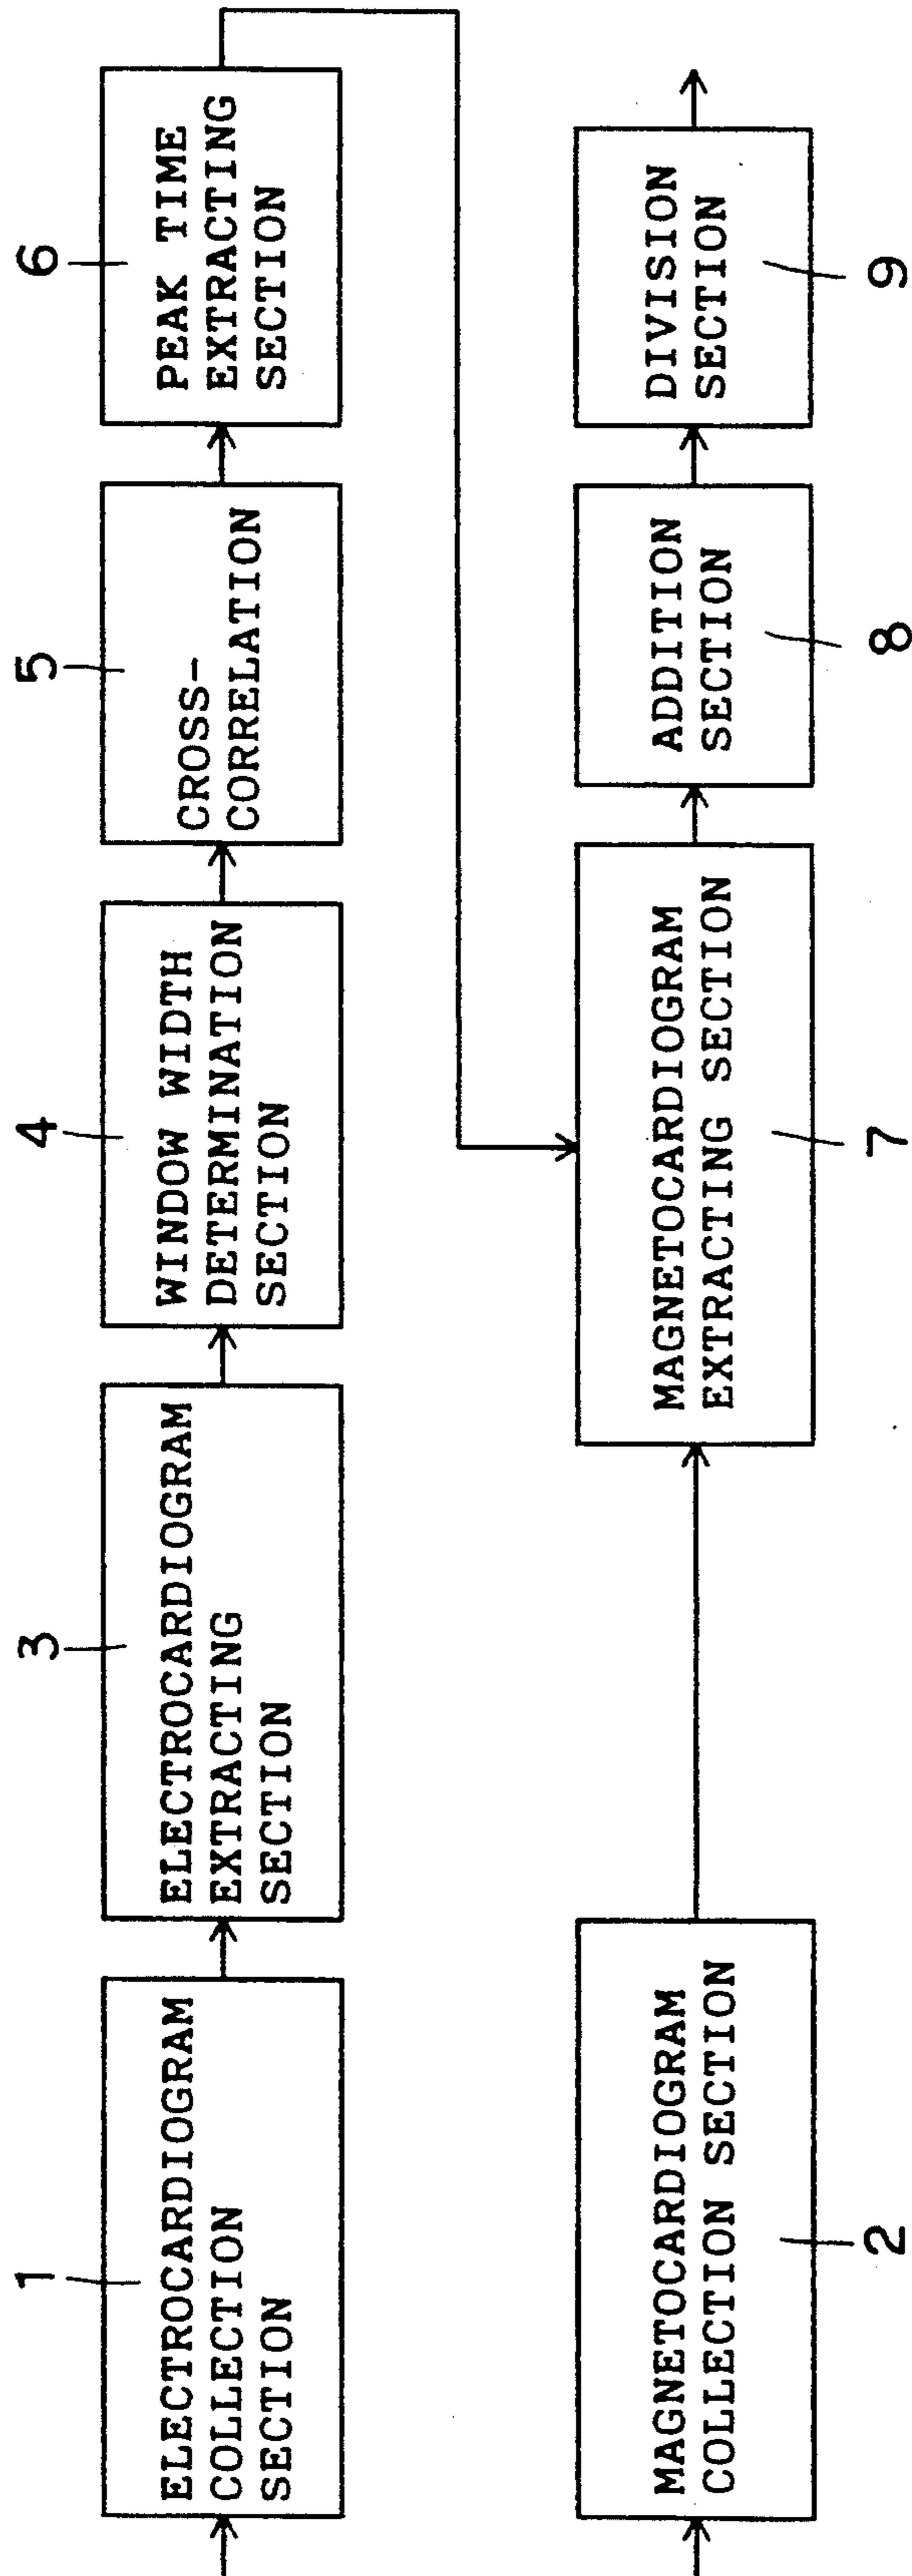 1
ELECTROCARDIOGRAM
COLLECTION
SECTION
3
ELECTROCARDIOGRAM
EXTRACTING
SECTION
4
WINDOW WIDTH
DETERMINATION
SECTION
5
CROSS-
CORRELATION
6
PEAK TIME
EXTRACTING
SECTION
MAGNETOCARDIOGRAM
COLLECTION SECTION
2
MAGNETOCARDIOGRAM
EXTRACTING SECTION
7
ADDITION
SECTION
8
DIVISION
SECTION
9